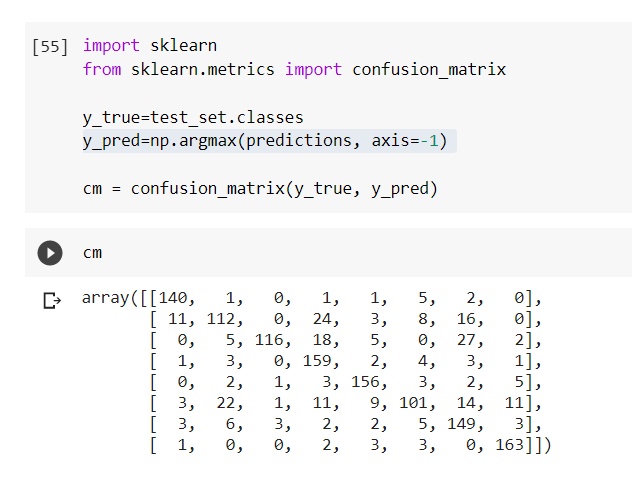 [55] import sklearn
from sklearn.metrics import confusion_matrix
y_true=test_set.classes
y_pred=np.argmax(predictions, axis=-1)
cm = confusion_matrix(y_true, y_pred)
cm
array([[140, 1, 0, 1, 1, 5, 2, 0],
[ 11, 112, 0, 24, 3, 8, 16, 0],
[ 0, 5, 116, 18, 5, 0, 27, 2],
[ 1, 3, 0, 159, 2, 4, 3, 1],
[ 0, 2, 1, 3, 156, 3, 2, 5],
[ 3, 22, 1, 11, 9, 101, 14, 11],
[ 3, 6, 3, 2, 2, 5, 149, 3],
[ 1, 0, 0, 2, 3, 3, 0, 163]])